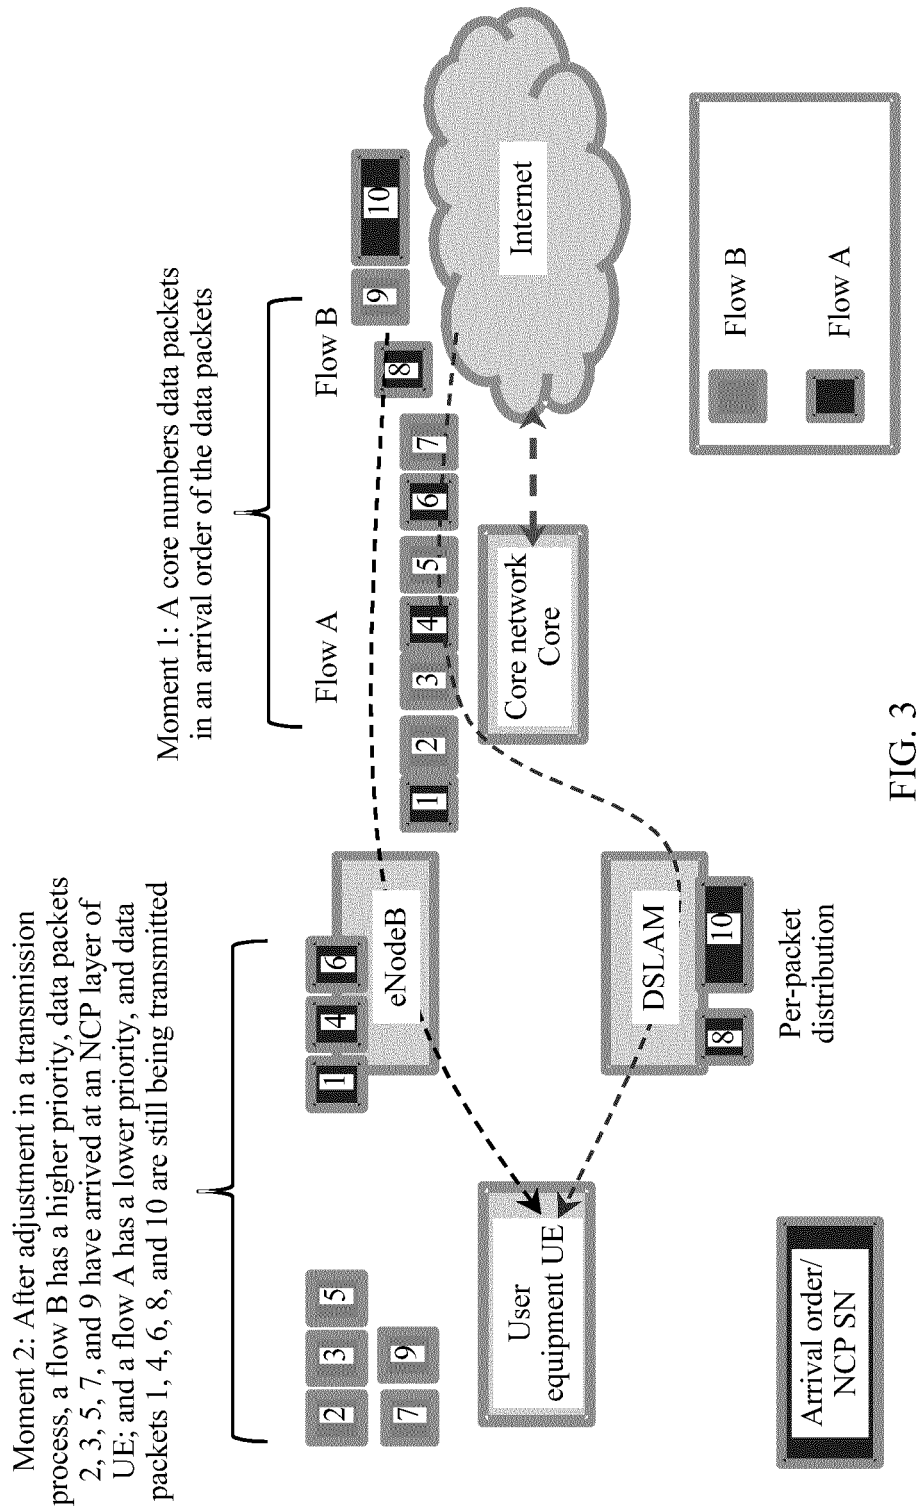 Moment 2: After adjustment in a transmission
process, a flow B has a higher priority, data packets
2, 3, 5, 7, and 9 have arrived at an NCP layer of
UE; and a flow A has a lower priority, and data
packets 1, 4, 6, 8, and 10 are still being transmitted
Moment 1: A core numbers data packets
in an arrival order of the data packets
Flow A
Flow B
2
3
5
7
9
1
4
6
1
2
3
4
5
6
7
8
9
10
eNodeB
User
equipment UE
Core network
Core
Internet
DSLAM
8
10
Per-packet
distribution
Arrival order/
NCP SN
Flow B
Flow A
FIG. 3